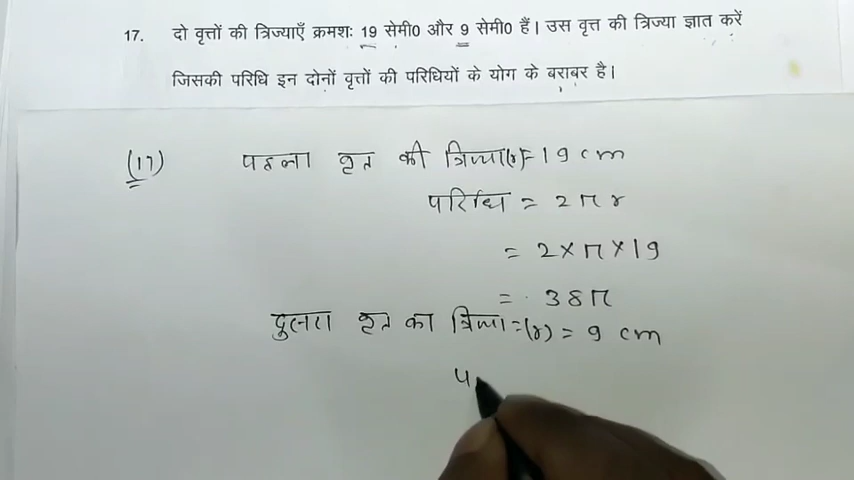 17. दो वृत्तों की त्रिज्याएँ क्रमशः 19 सेमी0 और 9 सेमी0 हैं। उस वृत्त की त्रिज्या ज्ञात करें
जिसकी परिधि इन दोनों वृत्तों की परिधियों के योग के बराबर है।
(17) पहला वृत की त्रिज्या(r)= 19 cm
परिधि = 2πr
= 2×π×19
= 38π
दुसरा वृत का त्रिज्या=(r) = 9 cm
प